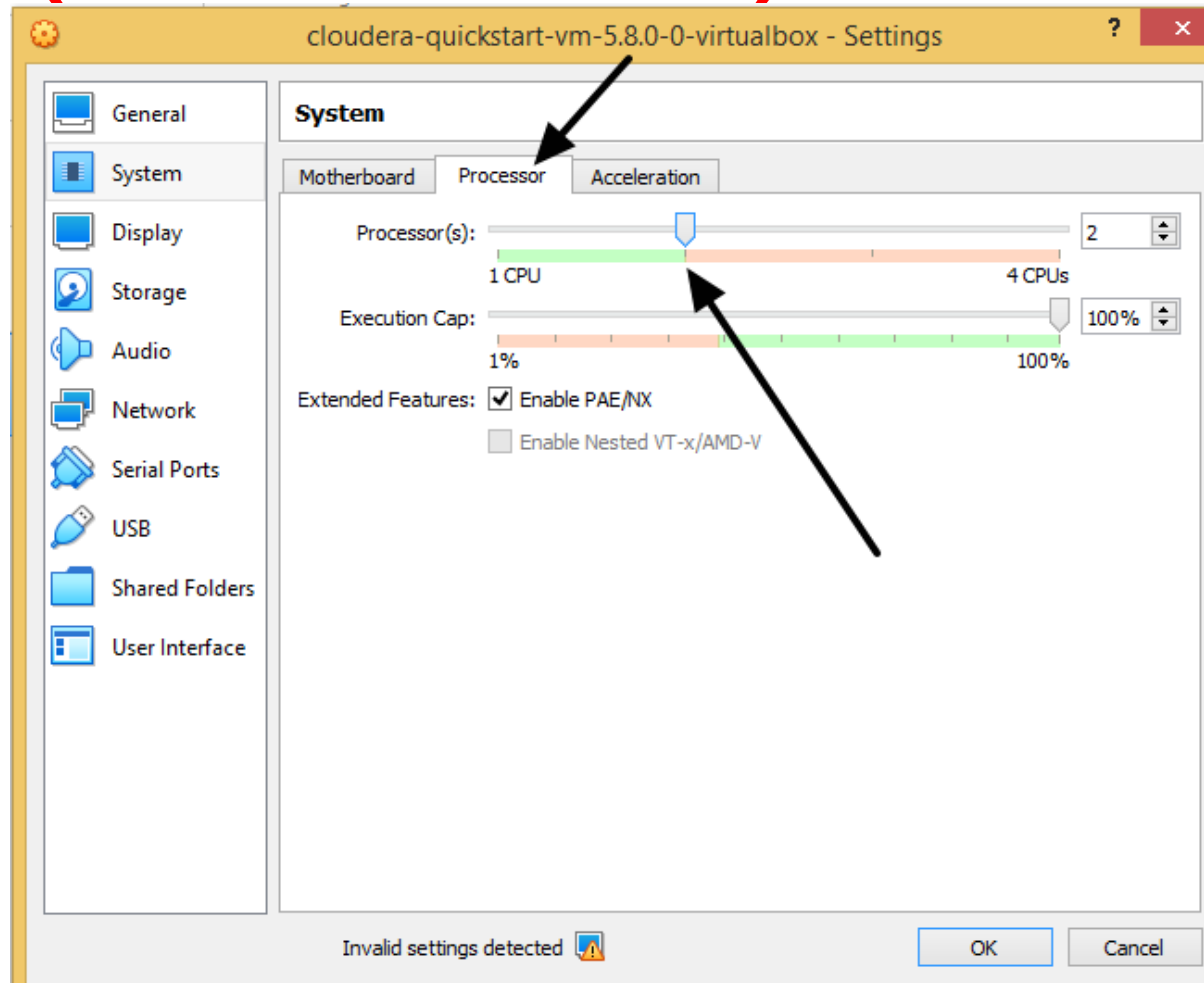 cloudera-quickstart-vm-5.8.0-0-virtualbox - Settings ? ×
General
System
Display
Storage
Audio
Network
Serial Ports
USB
Shared Folders
User Interface
System
Motherboard Processor Acceleration
Processor(s): 2
1 CPU 4 CPUs
Execution Cap: 100%
1% 100%
Extended Features: Enable PAE/NX
Enable Nested VT-x/AMD-V
Invalid settings detected OK Cancel